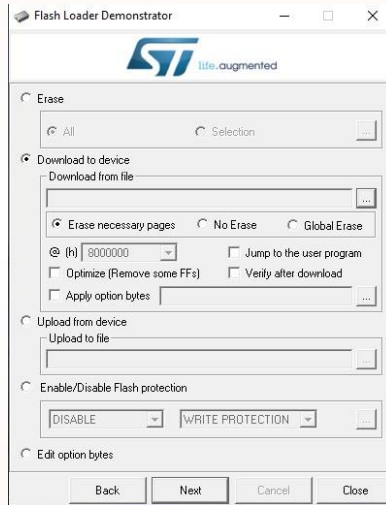 Flash Loader Demonstrator
ST life.augmented
Erase
All Selection ...
Download to device
Download from file
...
Erase necessary pages No Erase Global Erase
@ (h) 8000000 Jump to the user program
Optimize (Remove some FFs) Verify after download
Apply option bytes ...
Upload from device
Upload to file
...
Enable/Disable Flash protection
DISABLE WRITE PROTECTION ...
Edit option bytes
Back Next Cancel Close